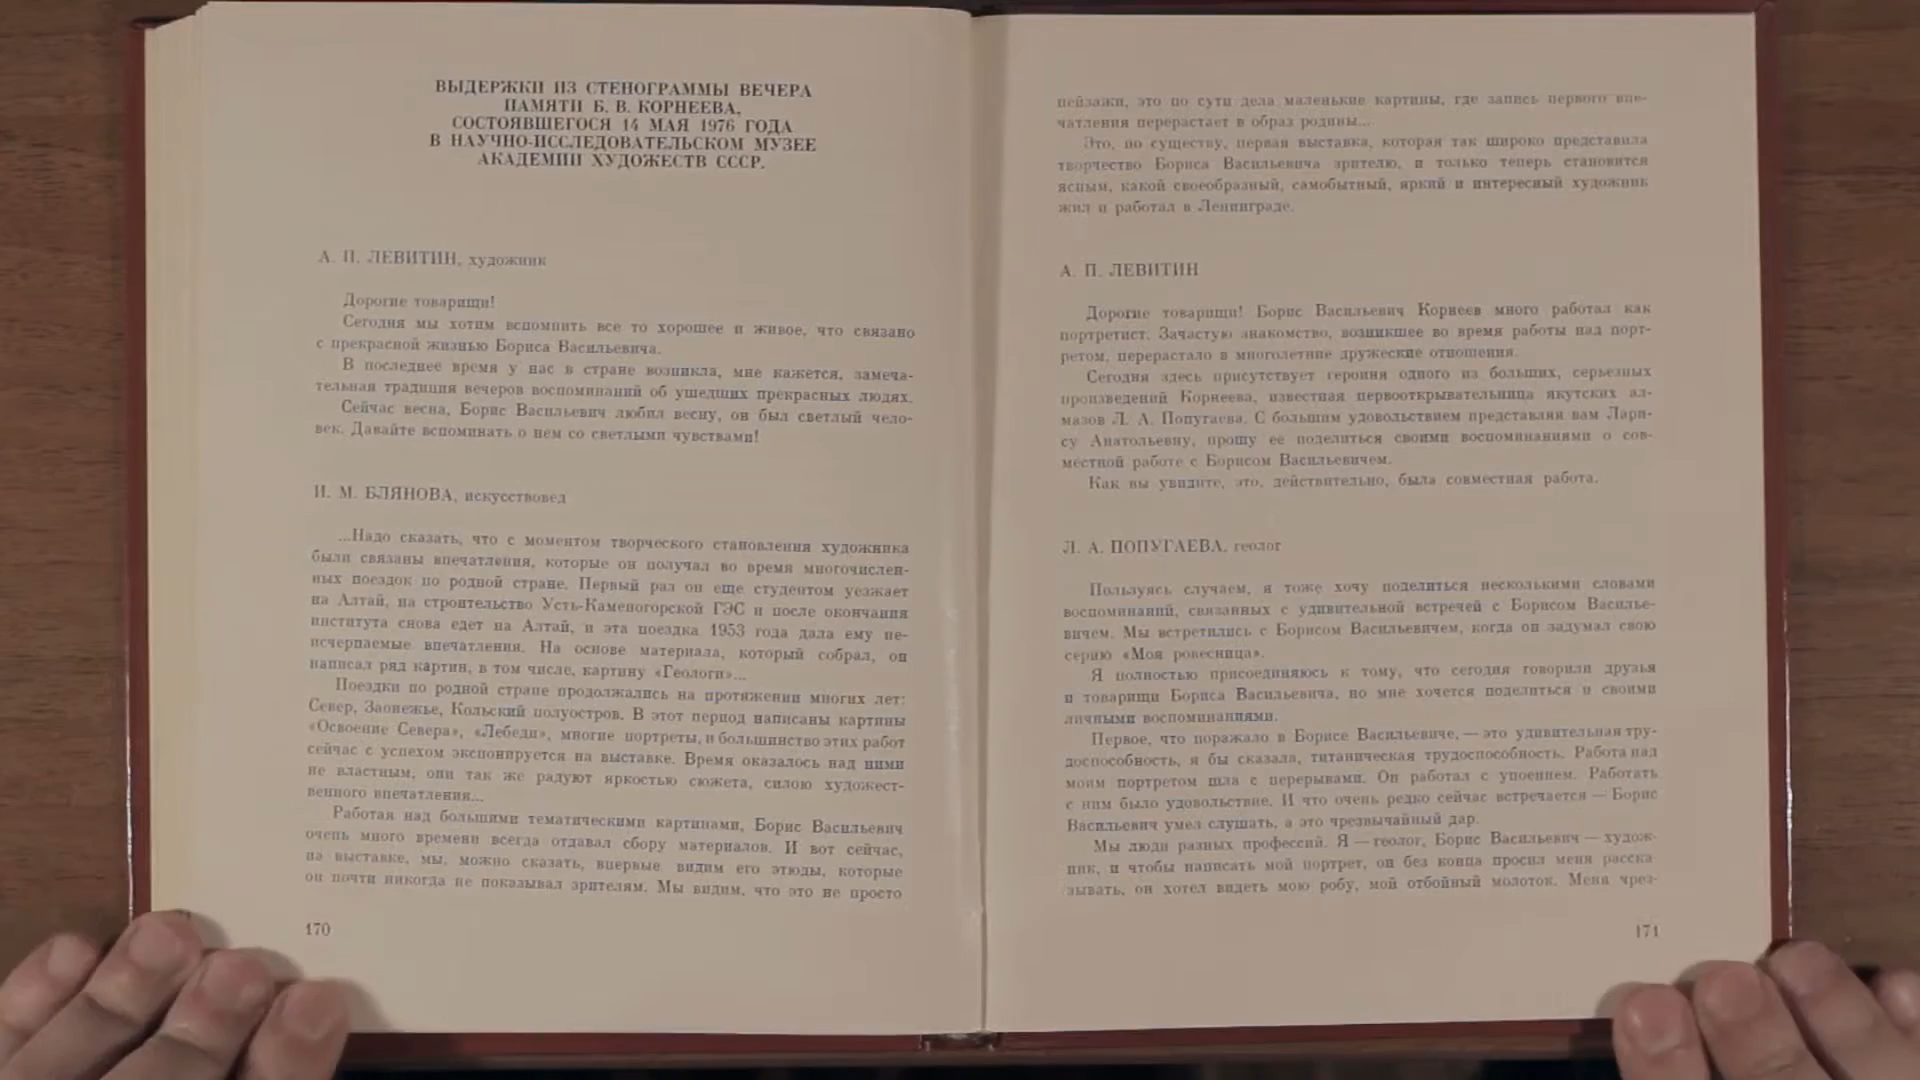 ВЫДЕРЖКИ ИЗ СТЕНОГРАММЫ ВЕЧЕРА
ПАМЯТИ Б. В. КОРНЕЕВА,
СОСТОЯВШЕГОСЯ 14 МАЯ 1976 ГОДА
В НАУЧНО-ИССЛЕДОВАТЕЛЬСКОМ МУЗЕЕ
АКАДЕМИИ ХУДОЖЕСТВ СССР.
А. П. ЛЕВИТИН, художник
Дорогие товарищи!
Сегодня мы хотим вспомнить все то хорошее и живое, что связано
с прекрасной жизнью Бориса Васильевича.
В последнее время у нас в стране возникла, мне кажется, замеча-
тельная традиция вечеров воспоминаний об ушедших прекрасных людях.
Сейчас весна, Борис Васильевич любил весну, он был светлый чело-
век. Давайте вспоминать о нем со светлыми чувствами!
И. М. БЛЯНОВА, искусствовед
...Надо сказать, что с моментом творческого становления художника
были связаны впечатления, которые он получал во время многочислен-
ных поездок по родной стране. Первый раз он еще студентом уезжает
на Алтай, на строительство Усть-Каменогорской ГЭС и после окончания
института снова едет на Алтай, и эта поездка 1953 года дала ему не-
исчерпаемые впечатления. На основе материала, который собрал, он
написал ряд картин, в том числе, картину «Геологи»...
Поездки по родной стране продолжались на протяжении многих лет:
Север, Заонежье, Кольский полуостров. В этот период написаны картины
«Освоение Севера», «Лебеди», многие портреты, и большинство этих работ
сейчас с успехом экспонируется на выставке. Время оказалось над ними
не властным, они так же радуют яркостью сюжета, силою художест-
венного впечатления...
Работая над большими тематическими картинами, Борис Васильевич
очень много времени всегда отдавал сбору материалов. И вот сейчас,
на выставке, мы, можно сказать, впервые видим его этюды, которые
он почти никогда не показывал зрителям. Мы видим, что это не просто
170
пейзажи, это по сути дела маленькие картины, где запись первого впе-
чатления перерастает в образ родины...
Это, по существу, первая выставка, которая так широко представила
творчество Бориса Васильевича зрителю, и только теперь становится
ясным, какой своеобразный, самобытный, яркий и интересный художник
жил и работал в Ленинграде.
А. П. ЛЕВИТИН
Дорогие товарищи! Борис Васильевич Корнеев много работал как
портретист. Зачастую знакомство, возникшее во время работы над порт-
ретом, перерастало в многолетние дружеские отношения.
Сегодня здесь присутствует героиня одного из больших, серьезных
произведений Корнеева, известная первооткрывательница якутских ал-
мазов Л. А. Попугаева. С большим удовольствием представляя вам Лари-
су Анатольевну, прошу ее поделиться своими воспоминаниями о сов-
местной работе с Борисом Васильевичем.
Как вы увидите, это, действительно, была совместная работа.
Л. А. ПОПУГАЕВА, геолог
Пользуясь случаем, я тоже хочу поделиться несколькими словами
воспоминаний, связанных с удивительной встречей с Борисом Василье-
вичем. Мы встретились с Борисом Васильевичем, когда он задумал свою
серию «Моя ровесница».
Я полностью присоединяюсь к тому, что сегодня говорили друзья
и товарищи Бориса Васильевича, но мне хочется поделиться и своими
личными воспоминаниями.
Первое, что поражало в Борисе Васильевиче, — это удивительная тру-
доспособность, я бы сказала, титаническая трудоспособность. Работа над
моим портретом шла с перерывами. Он работал с упоением. Работать
с ним было удовольствие. И что очень редко сейчас встречается — Борис
Васильевич умел слушать, а это чрезвычайный дар.
Мы люди разных профессий. Я — геолог, Борис Васильевич — худож-
ник, и чтобы написать мой портрет, он без конца просил меня расска
зывать, он хотел видеть мою робу, мой отбойный молоток. Меня чрез-
171